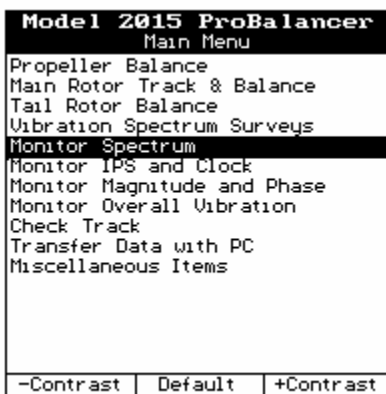 Model 2015 ProBalancer
Main Menu
Propeller Balance
Main Rotor Track & Balance
Tail Rotor Balance
Vibration Spectrum Surveys
Monitor Spectrum
Monitor IPS and Clock
Monitor Magnitude and Phase
Monitor Overall Vibration
Check Track
Transfer Data with PC
Miscellaneous Items
-Contrast Default +Contrast